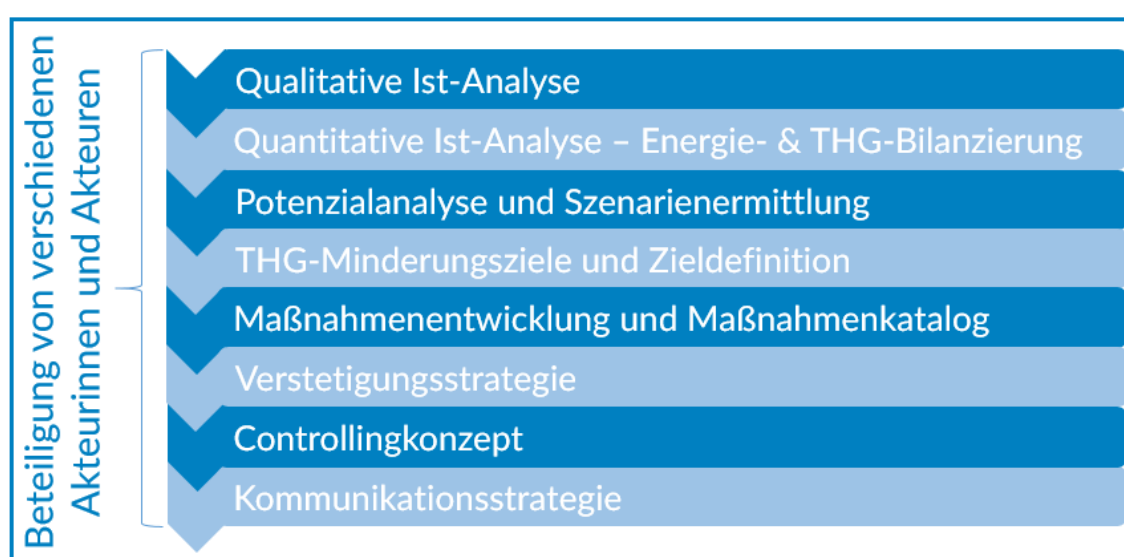 Beteiligung von verschiedenen
Akteurinnen und Akteuren
Qualitative Ist-Analyse
Quantitative Ist-Analyse – Energie- & THG-Bilanzierung
Potenzialanalyse und Szenarienermittlung
THG-Minderungsziele und Zieldefinition
Maßnahmenentwicklung und Maßnahmenkatalog
Verstetigungsstrategie
Controllingkonzept
Kommunikationsstrategie